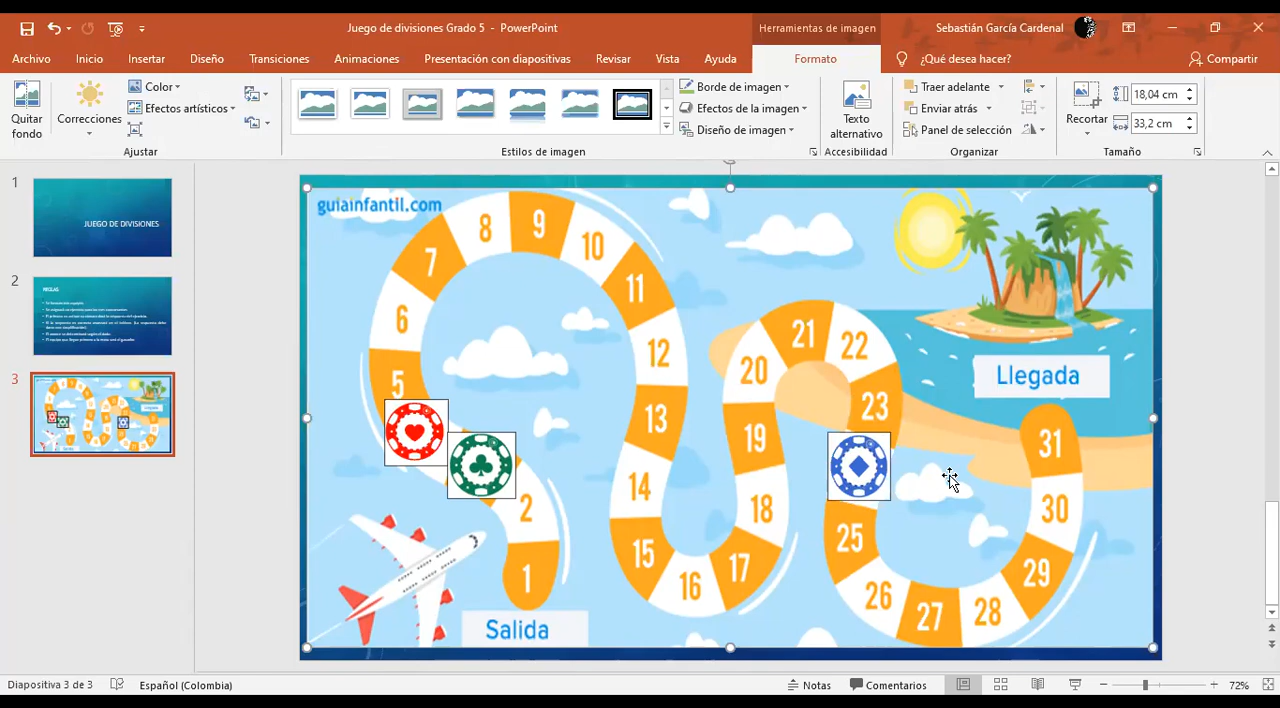 Juego de divisiones Grado 5 - PowerPoint
Herramientas de imagen
Sebastián García Cardenal
Archivo
Inicio
Insertar
Diseño
Transiciones
Animaciones
Presentación con diapositivas
Revisar
Vista
Ayuda
Formato
¿Qué desea hacer?
Compartir
Quitar
fondo
Correcciones
Color
Efectos artísticos
Ajustar
Estilos de imagen
Borde de imagen
Efectos de la imagen
Diseño de imagen
Texto
alternativo
Accesibilidad
Traer adelante
Enviar atrás
Panel de selección
Organizar
Recortar
18,04 cm
33,2 cm
Tamaño
1
JUEGO DE DIVISIONES
2
REGLAS
3
guiainfantil.com
1
2
5
6
7
8
9
10
11
12
13
14
15
16
17
18
19
20
21
22
23
25
26
27
28
29
30
31
Salida
Llegada
Diapositiva 3 de 3
Español (Colombia)
Notas
Comentarios
72%